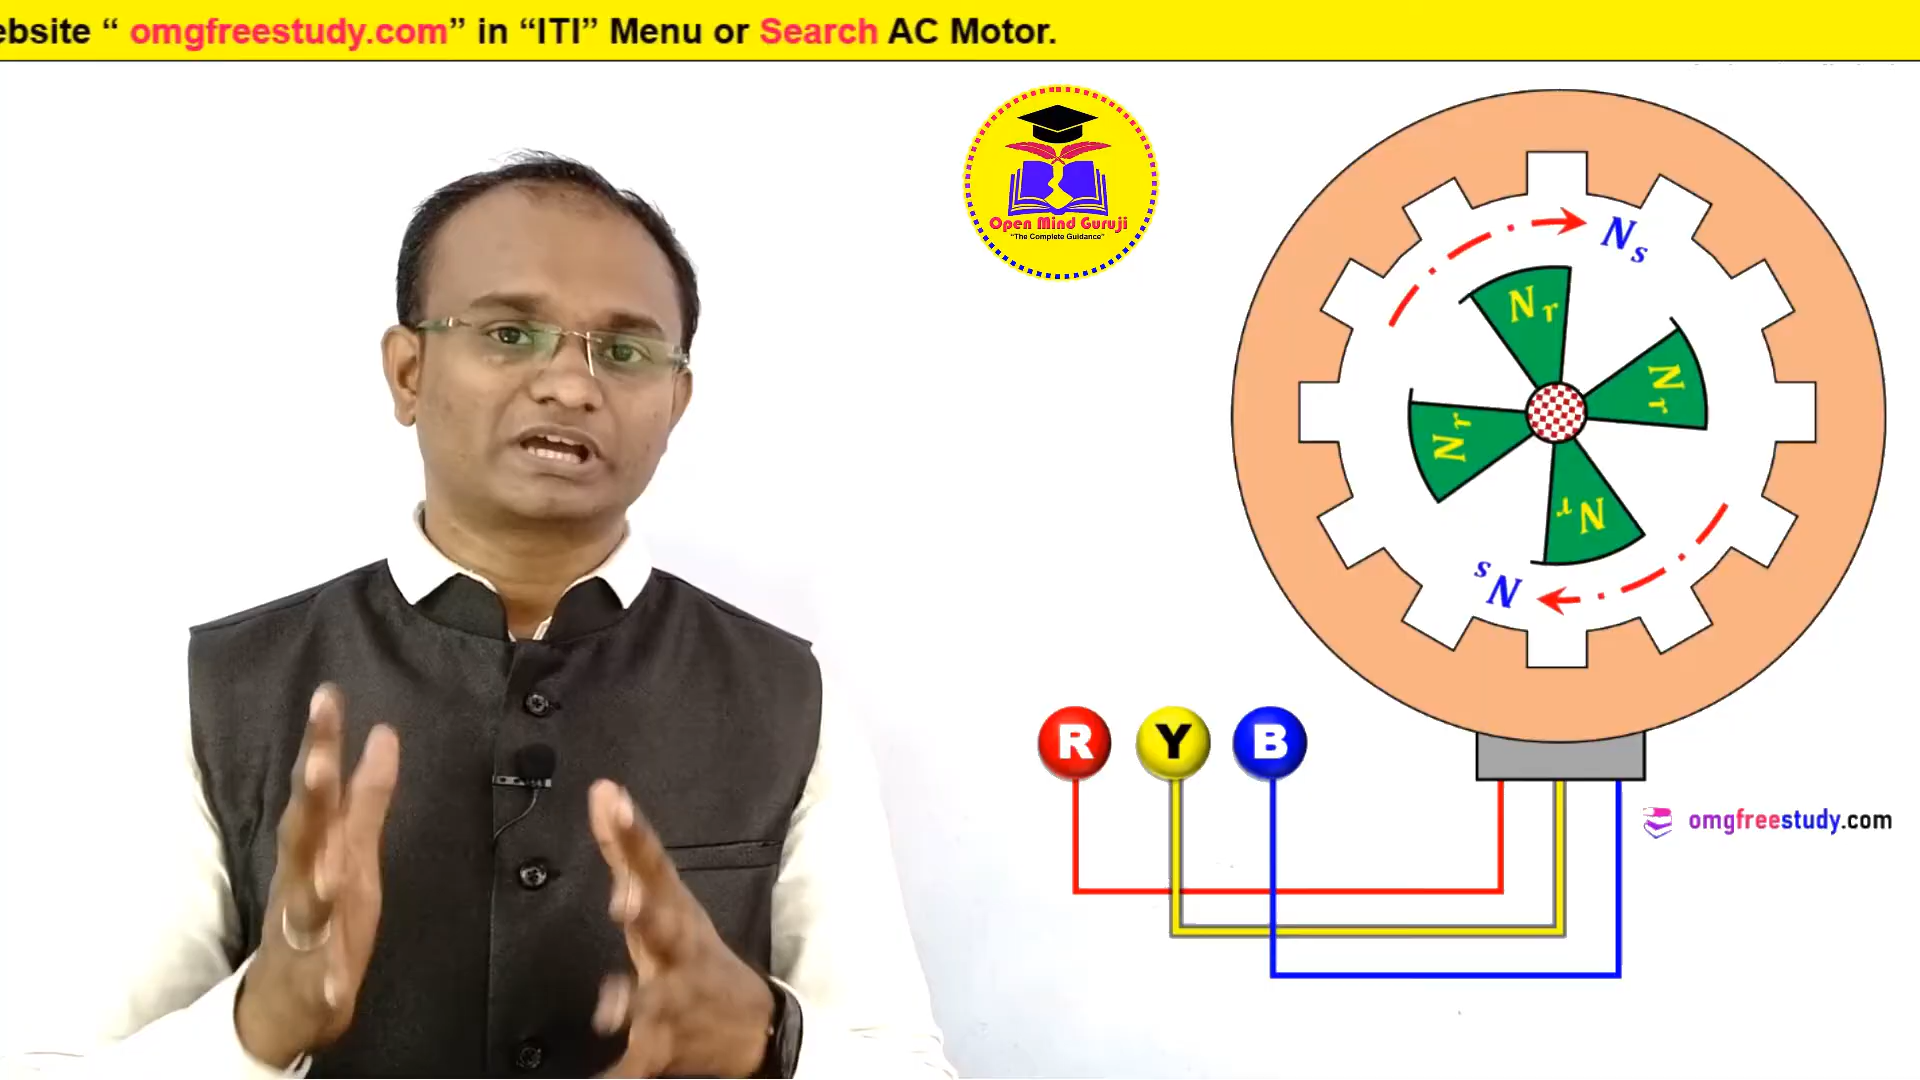 ebsite “ omgfreestudy.com” in “ITI” Menu or Search AC Motor.
Open Mind Guruji
“The Complete Guidance”
Ns
Nr
Nr
Nr
Nr
Ns
R Y B
omgfreestudy.com